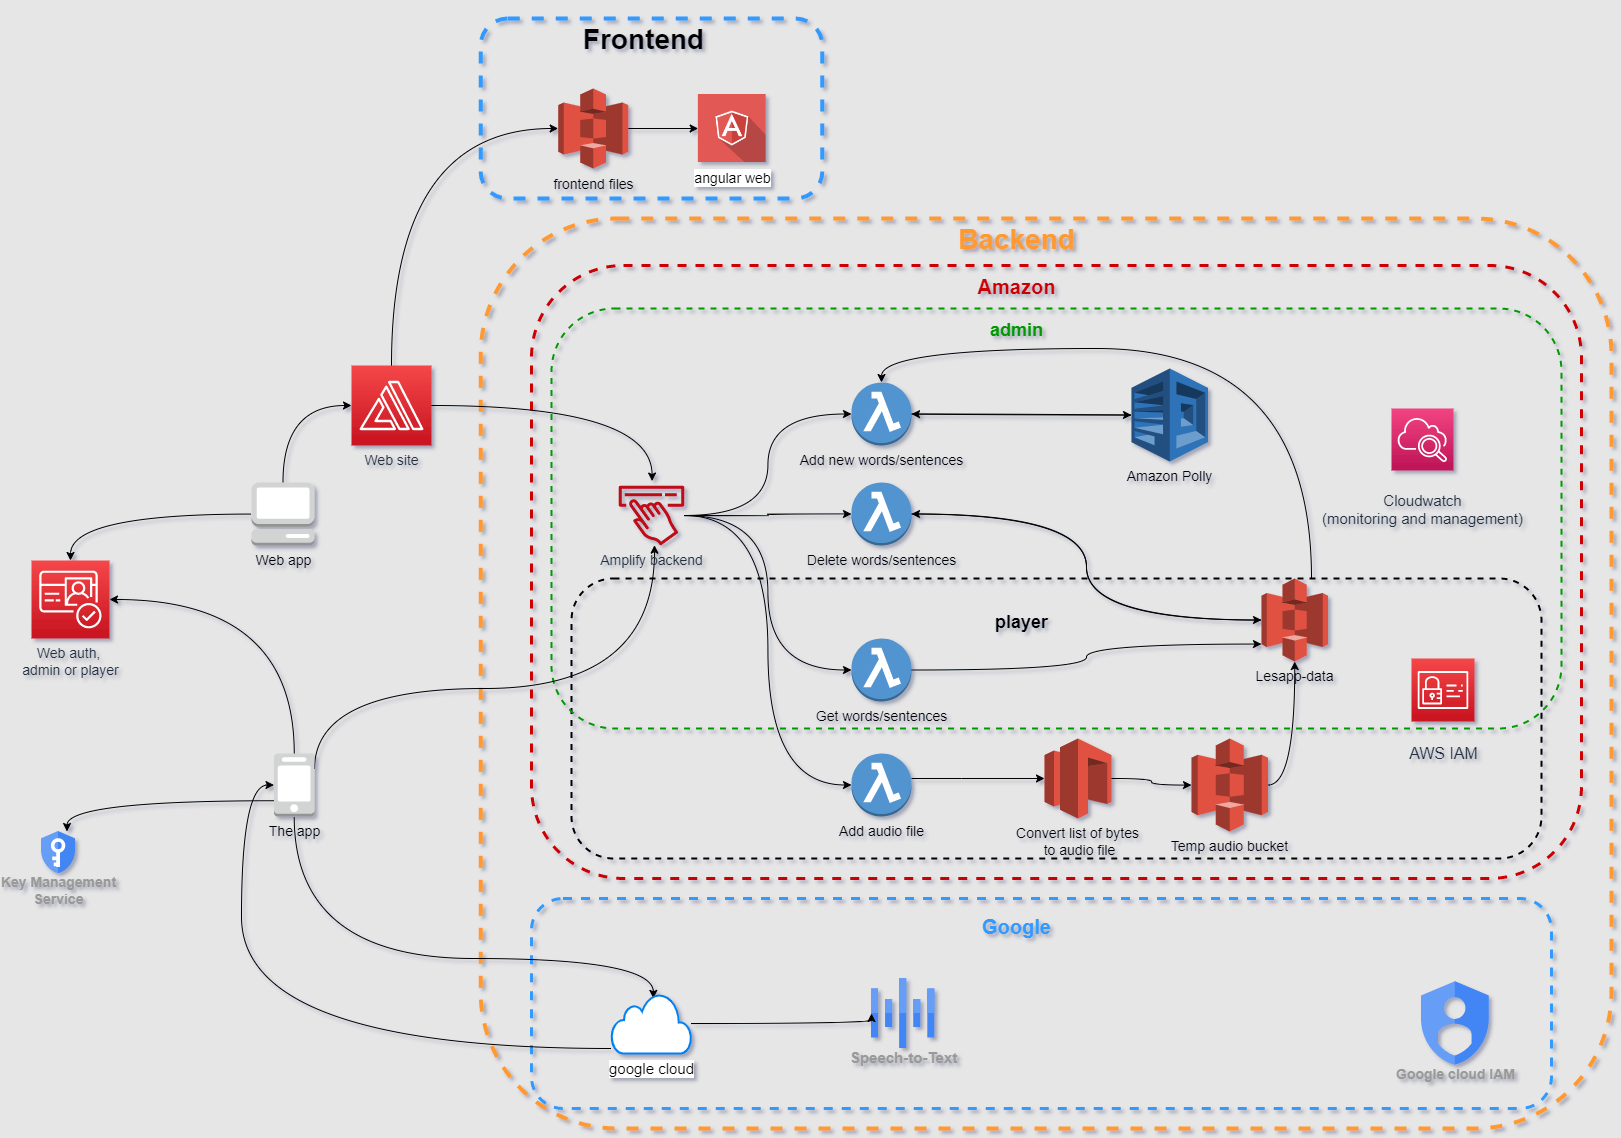 Frontend
frontend files
angular web
Backend
Amazon
admin
Add new words/sentences
Amazon Polly
Cloudwatch
(monitoring and management)
Web site
Web app
Amplify backend
Delete words/sentences
Web auth,
admin or player
player
Lesapp-data
Get words/sentences
AWS IAM
The app
Add audio file
Convert list of bytes
to audio file
Temp audio bucket
Key Management
Service
Google
google cloud
Speech-to-Text
Google cloud IAM